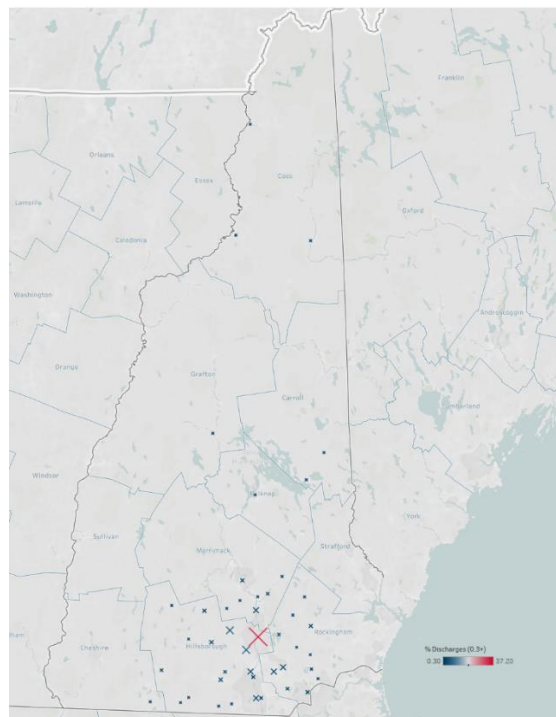 Franklin
Orleans
Essex
Coos
Lamoille
Oxford
Caledonia
Washington
Androscoggin
Orange
Grafton
Carroll
Cumberland
Windsor
Belknap
York
Sullivan
Merrimack
Strafford
Hillsborough
Rockingham
Cheshire
% Discharges (0.3+)
0.30 37.20